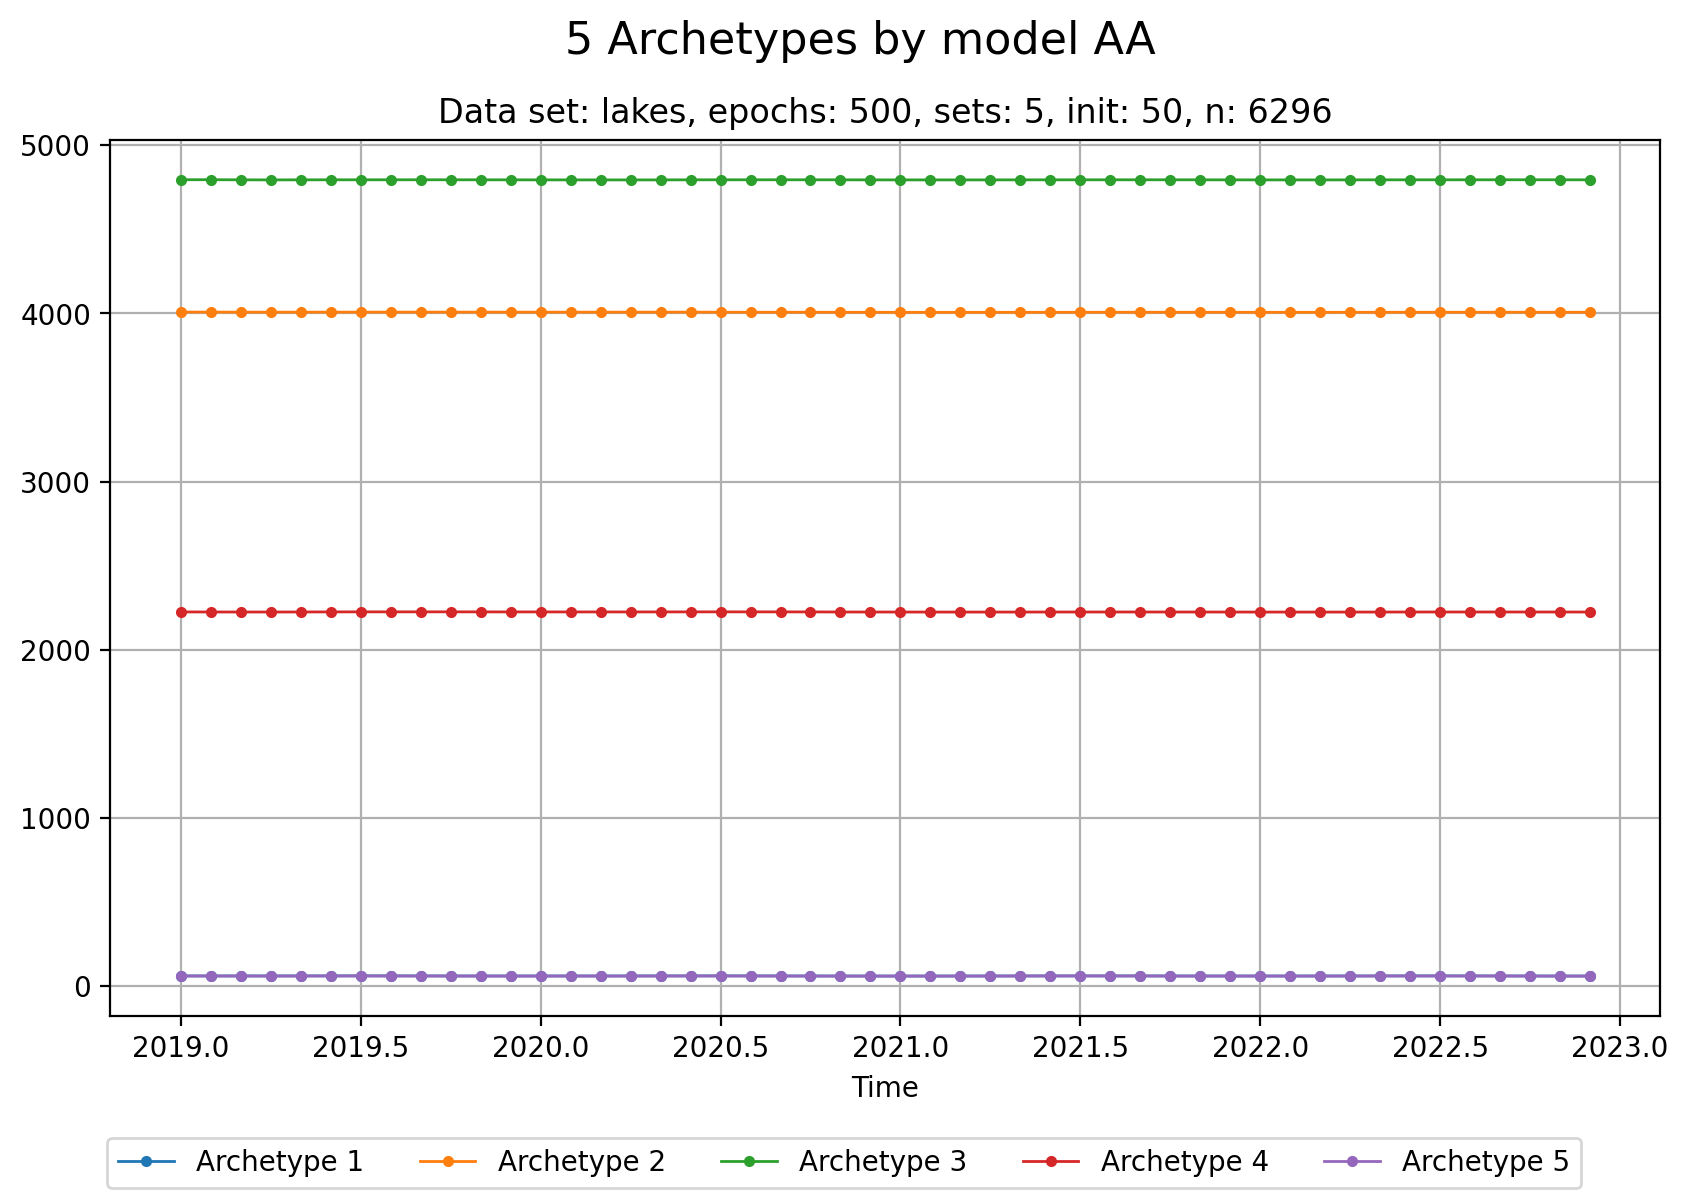 5 Archetypes by model AA
Data set: lakes, epochs: 500, sets: 5, init: 50, n: 6296
5000
4000
3000
2000
1000
0
2019.0 2019.5 2020.0 2020.5 2021.0 2021.5 2022.0 2022.5 2023.0
Time
Archetype 1 Archetype 2 Archetype 3 Archetype 4 Archetype 5